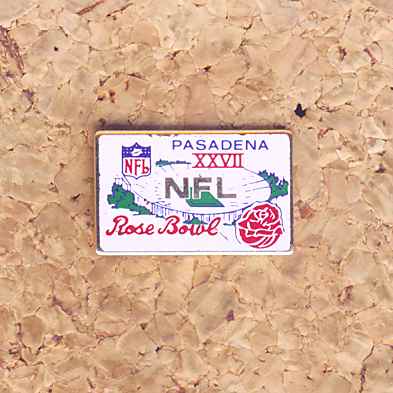 PASADENA
XXVII
NFL
NFL
Rose Bowl